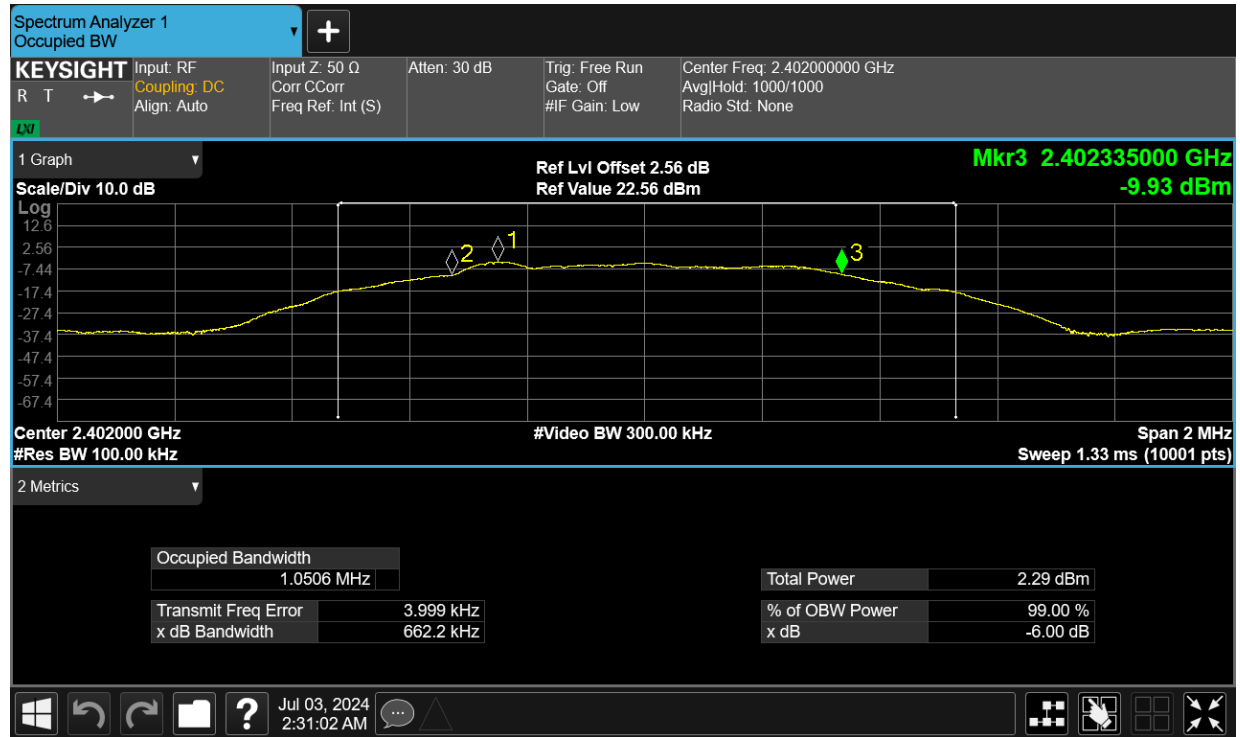 Spectrum Analyzer 1
Occupied BW
+
KEYSIGHT
R T
LXI
Input: RF
Coupling: DC
Align: Auto
Input Z: 50 Ω
Corr CCorr
Freq Ref: Int (S)
Atten: 30 dB
Trig: Free Run
Gate: Off
#IF Gain: Low
Center Freq: 2.402000000 GHz
Avg|Hold: 1000/1000
Radio Std: None
1 Graph
Scale/Div 10.0 dB
Ref Lvl Offset 2.56 dB
Ref Value 22.56 dBm
Mkr3 2.402335000 GHz
-9.93 dBm
Log
12.6
2.56
-7.44
-17.4
-27.4
-37.4
-47.4
-57.4
-67.4
2
1
3
Center 2.402000 GHz
#Video BW 300.00 kHz
Span 2 MHz
#Res BW 100.00 kHz
Sweep 1.33 ms (10001 pts)
2 Metrics
Occupied Bandwidth
1.0506 MHz
Transmit Freq Error 3.999 kHz
x dB Bandwidth 662.2 kHz
Total Power 2.29 dBm
% of OBW Power 99.00 %
x dB -6.00 dB
?
Jul 03, 2024
2:31:02 AM